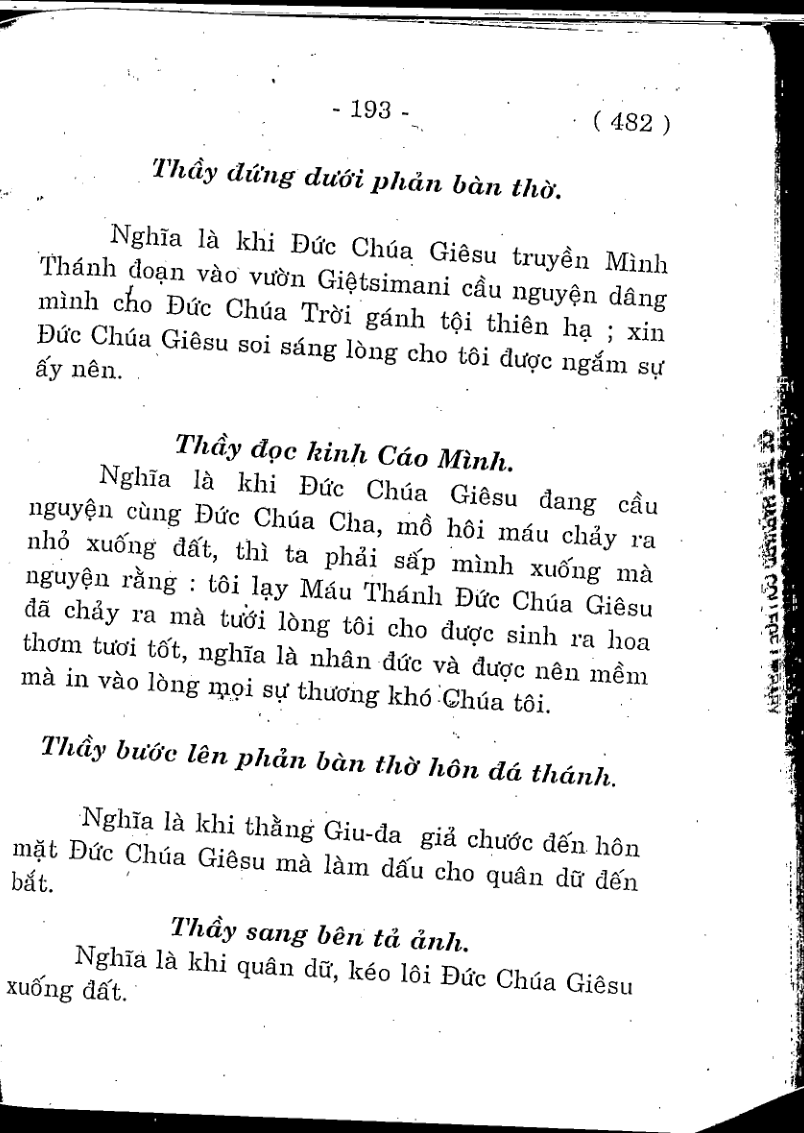 - 193 -
( 482 )
Thầy đứng dưới phản bàn thờ.
Nghĩa là khi Đức Chúa Giêsu truyền Mình
Thánh đoạn vào vườn Giệtsimani cầu nguyện dâng
mình cho Đức Chúa Trời gánh tội thiên hạ ; xin
Đức Chúa Giêsu soi sáng lòng cho tôi được ngắm sự
ấy nên.
Thầy đọc kinh Cáo Mình.
Nghĩa là khi Đức Chúa Giêsu đang cầu
nguyện cùng Đức Chúa Cha, mồ hôi máu chảy ra
nhỏ xuống đất, thì ta phải sấp mình xuống mà
nguyện rằng : tôi lạy Máu Thánh Đức Chúa Giêsu
đã chảy ra mà tưới lòng tôi cho được sinh ra hoa
thơm tươi tốt, nghĩa là nhân đức và được nên mềm
mà in vào lòng mọi sự thương khó Chúa tôi.
Thầy bước lên phản bàn thờ hôn đá thánh.
Nghĩa là khi thằng Giu-đa giả chước đến hôn
mặt Đức Chúa Giêsu mà làm dấu cho quân dữ đến
bắt.
Thầy sang bên tả ảnh.
Nghĩa là khi quân dữ, kéo lôi Đức Chúa Giêsu
xuống đất.
OF THE HARVARD COLLEGE LIBRARY